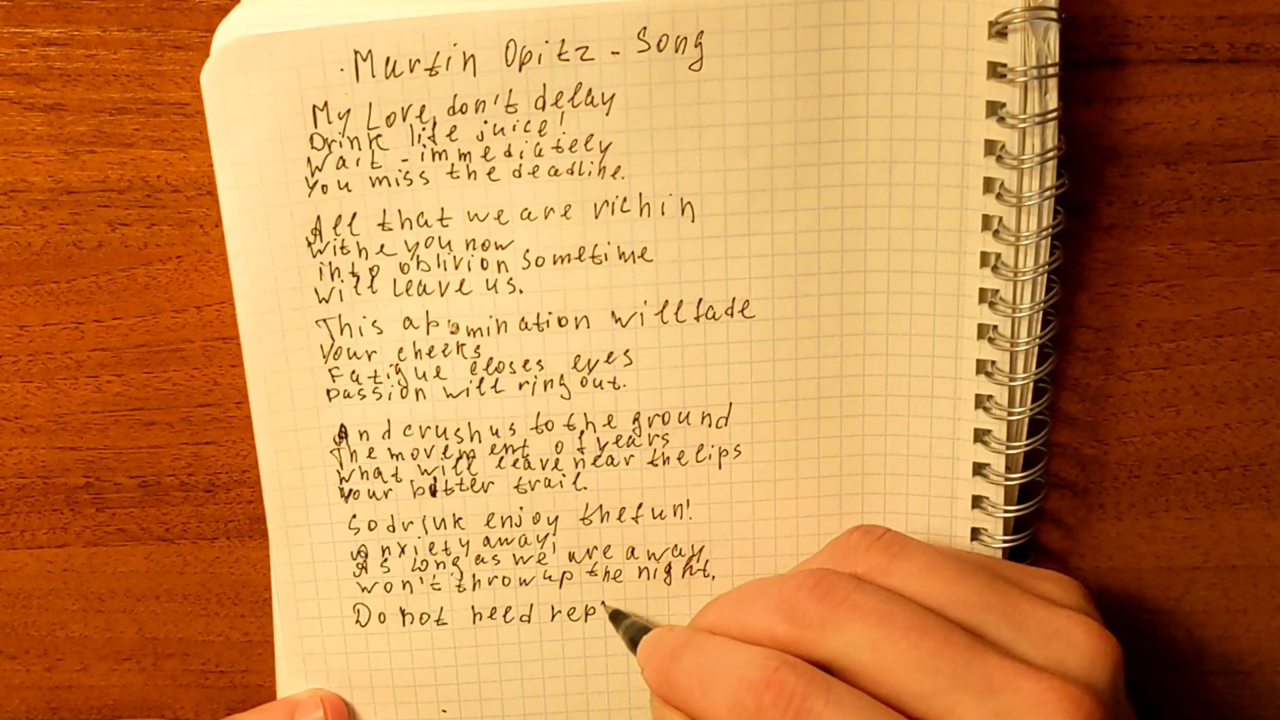 Martin Opitz - Song
My Love, don't delay
Drink life juice!
Wait - immediately
You miss the deadline.
All that we are richin
withe you now
into oblivion sometime
will leave us.
This abomination will fade
Your cheeks
Fatigue closes eyes
passion will ring out.
And crush us to the ground
The movement of years
what will leave near the lips
Your bitter trail.
So drink enjoy the fun!
anxiety away!
As long as we are away
won't throw up the night,
Do not need rep